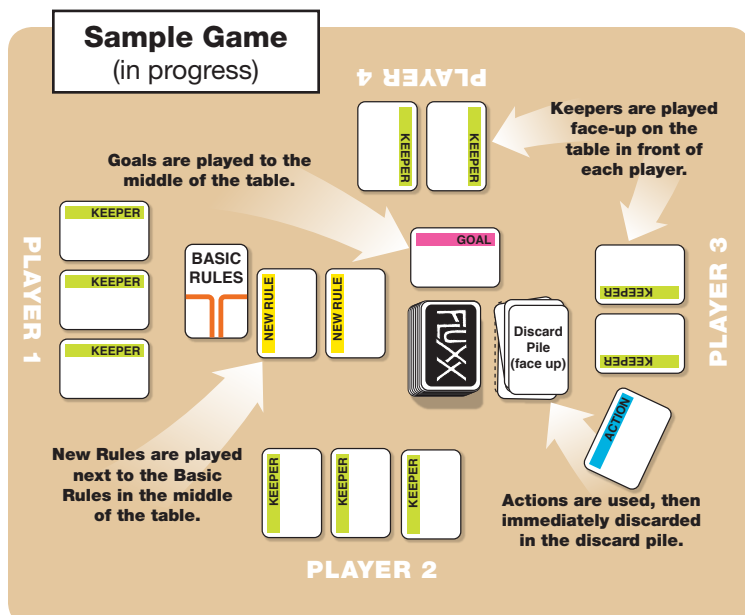 Sample Game
(in progress)
PLAYER 4
KEEPER
KEEPER
Keepers are played
face-up on the
table in front of
each player.
Goals are played to the
middle of the table.
PLAYER 1
KEEPER
KEEPER
KEEPER
BASIC
RULES
NEW RULE
NEW RULE
GOAL
FLUXX
Discard
Pile
(face up)
KEEPER
KEEPER
PLAYER 3
ACTION
New Rules are played
next to the Basic
Rules in the middle
of the table.
KEEPER
KEEPER
KEEPER
Actions are used, then
immediately discarded
in the discard pile.
PLAYER 2